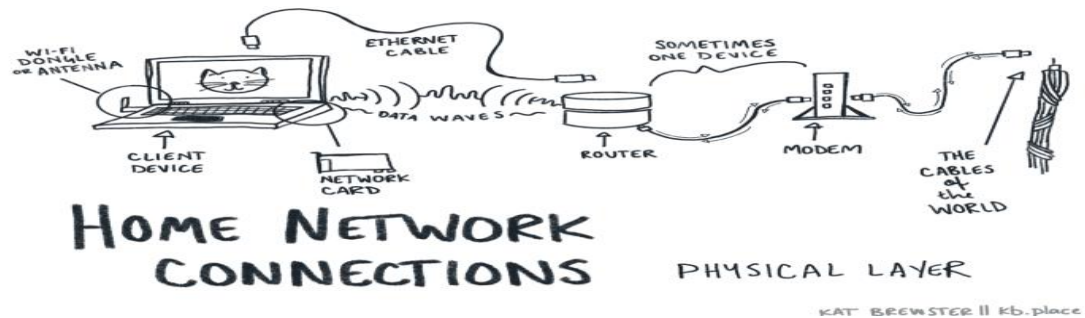 WI-FI
DONGLE
OR ANTENNA
ETHERNET
CABLE
SOMETIMES
ONE DEVICE
~ DATA WAVES ~
CLIENT
DEVICE
NETWORK
CARD
ROUTER
MODEM
THE
CABLES
of
the
WORLD
HOME NETWORK
CONNECTIONS
PHYSICAL LAYER
KAT BREWSTER || kb.place